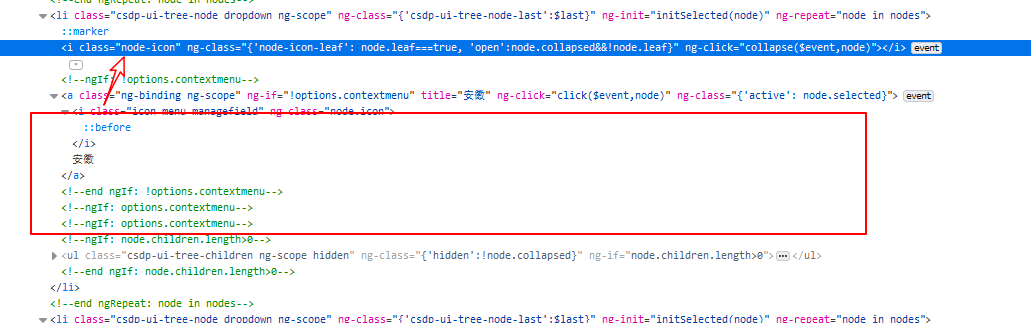 <!--end ngRepeat: node in nodes-->
<li class="csdp-ui-tree-node dropdown ng-scope" ng-class="{'csdp-ui-tree-node-last':$last}" ng-init="initSelected(node)" ng-repeat="node in nodes">
::marker
<i class="node-icon" ng-class="{'node-icon-leaf': node.leaf===true, 'open':node.collapsed&&!node.leaf}" ng-click="collapse($event,node)"></i> event
<!--ngIf: !options.contextmenu-->
<a class="ng-binding ng-scope" ng-if="!options.contextmenu" title="安徽" ng-click="click($event,node)" ng-class="{'active': node.selected}"> event
<i class="icon-menu-managefield" ng-class="node.icon">
::before
</i>
安徽
</a>
<!--end ngIf: !options.contextmenu-->
<!--ngIf: options.contextmenu-->
<!--ngIf: options.contextmenu-->
<!--ngIf: node.children.length>0-->
<ul class="csdp-ui-tree-children ng-scope hidden" ng-class="{'hidden':!node.collapsed}" ng-if="node.children.length>0"> ••• </ul>
<!--end ngIf: node.children.length>0-->
</li>
<!--end ngRepeat: node in nodes-->
<li class="csdp-ui-tree-node dropdown ng-scope" ng-class="{'csdp-ui-tree-node-last':$last}" ng-init="initSelected(node)" ng-repeat="node in nodes">